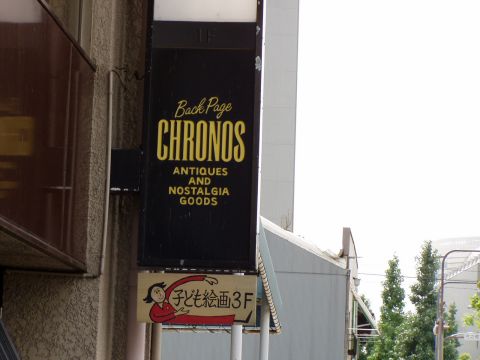 1F
Back Page
CHRONOS
ANTIQUES
AND
NOSTALGIA
GOODS
子ども絵画3F